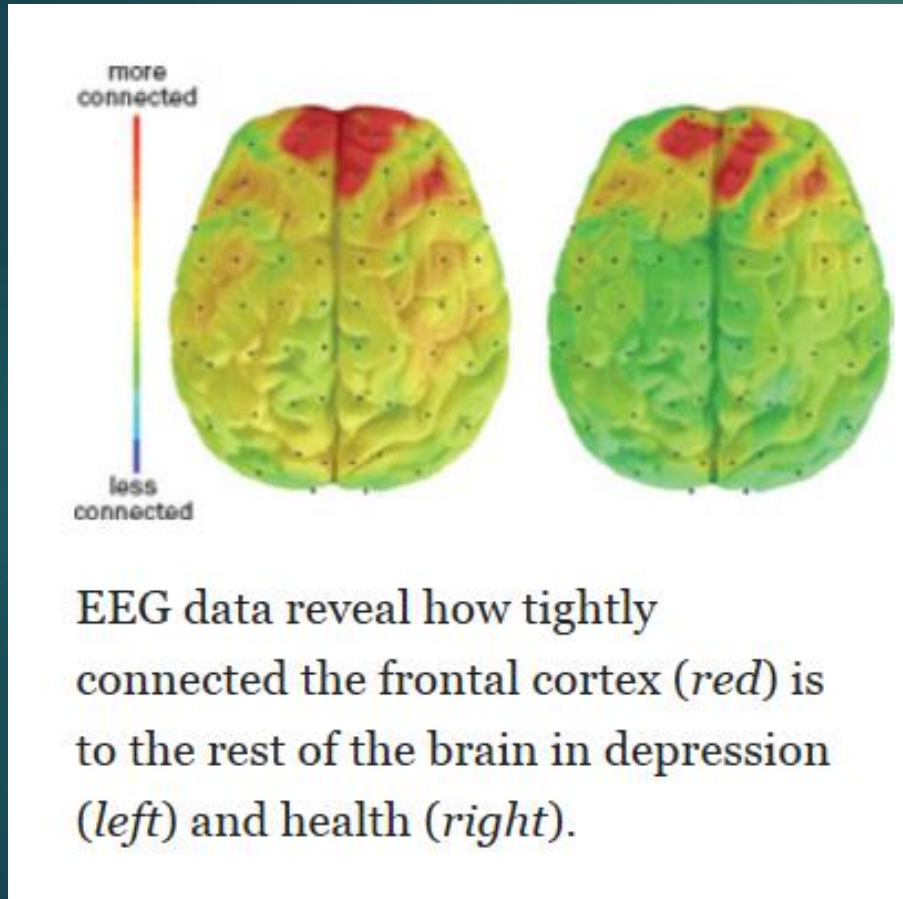 more
connected
less
connected
EEG data reveal how tightly
connected the frontal cortex (red) is
to the rest of the brain in depression
(left) and health (right).